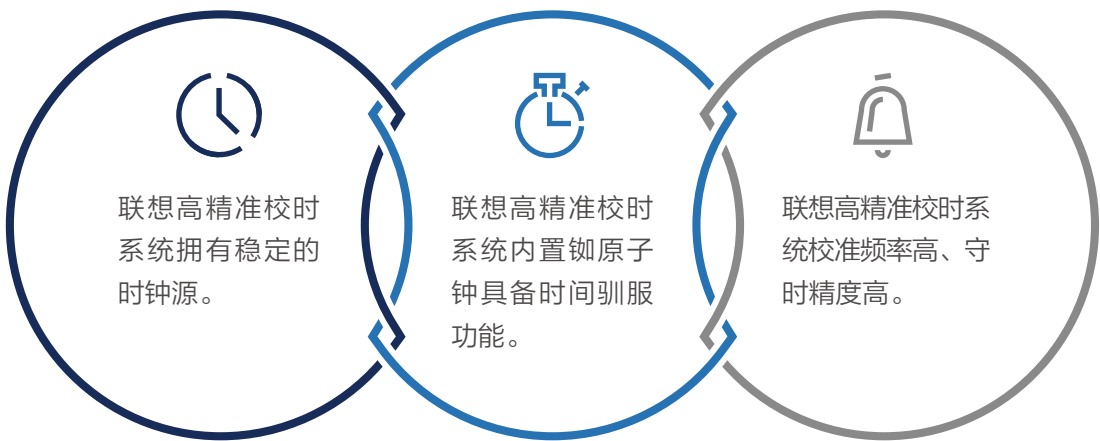 联想高精准校时
系统拥有稳定的
时钟源。
联想高精准校时
系统内置铷原子
钟具备时间驯服
功能。
联想高精准校时系
统校准频率高、守
时精度高。